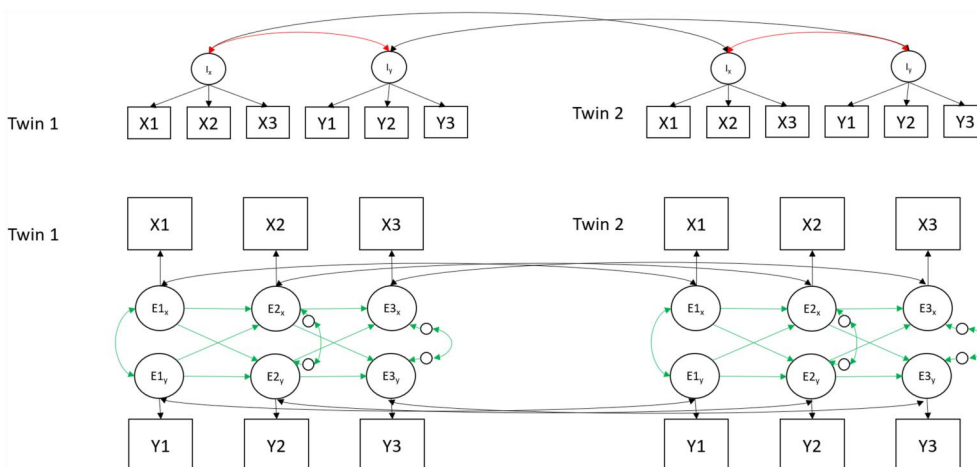 Ix Iy Ix Iy
Twin 1 X1 X2 X3 Y1 Y2 Y3 Twin 2 X1 X2 X3 Y1 Y2 Y3
Twin 1 X1 X2 X3 Twin 2 X1 X2 X3
E1x E2x E3x E1x E2x E3x
E1y E2y E3y E1y E2y E3y
Y1 Y2 Y3 Y1 Y2 Y3